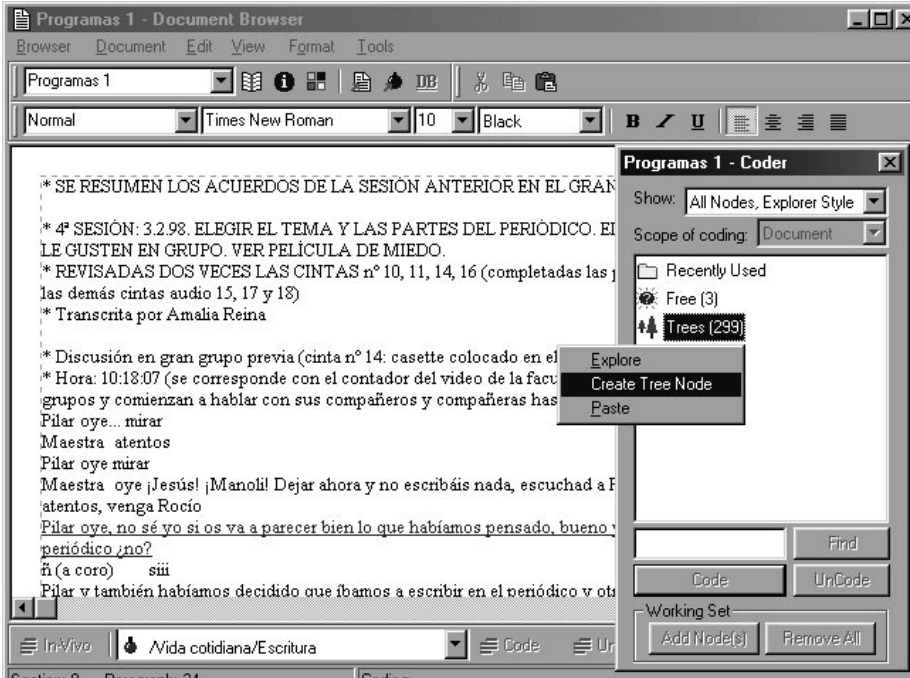 Programas 1 - Document Browser
Browser Document Edit View Format Tools
Programas 1 DB
Normal Times New Roman 10 Black B I U
* SE RESUMEN LOS ACUERDOS DE LA SESIÓN ANTERIOR EN EL GRAN
* 4ª SESIÓN: 3.2.98. ELEGIR EL TEMA Y LAS PARTES DEL PERIÓDICO. EI
LE GUSTEN EN GRUPO. VER PELÍCULA DE MIEDO.
* REVISADAS DOS VECES LAS CINTAS nº 10, 11, 14, 16 (completadas las
las demás cintas audio 15, 17 y 18)
* Transcrita por Amalia Reina
* Discusión en gran grupo previa (cinta nº 14: casette colocado en el
* Hora: 10:18:07 (se corresponde con el contador del video de la facu
grupos y comienzan a hablar con sus compañeros y compañeras has
Pilar oye... mirar
Maestra atentos
Pilar oye mirar
Maestra oye ¡Jesús! ¡Manoli! Dejar ahora y no escribáis nada, escuchad a
atentos, venga Rocío
Pilar oye, no sé yo si os va a parecer bien lo que habíamos pensado, bueno
periódico ¿no?
ñ (a coro) siii
Pilar y también habíamos decidido que íbamos a escribir en el periódico y
In-Vivo /Vida cotidiana/Escritura Code
Programas 1 - Coder
Show: All Nodes, Explorer Style
Scope of coding: Document
Recently Used
Free (3)
Trees (299)
Explore
Create Tree Node
Paste
Find
Code UnCode
Working Set
Add Node(s) Remove All